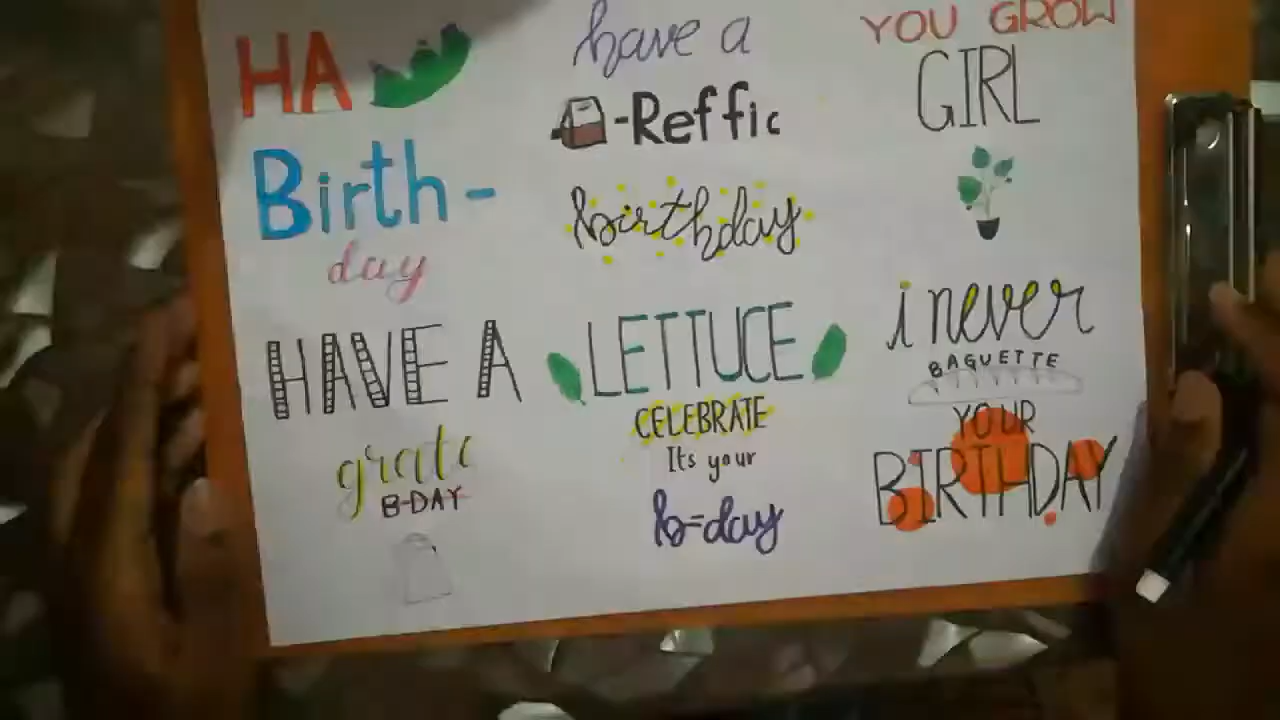 HA
Birth-
day
have a
-Reffic
birthday
YOU GROW
GIRL
HAVE A
grate
B-DAY
LETTUCE
CELEBRATE
Its your
b-day
i never
BAGUETTE
YOUR
BIRTHDAY